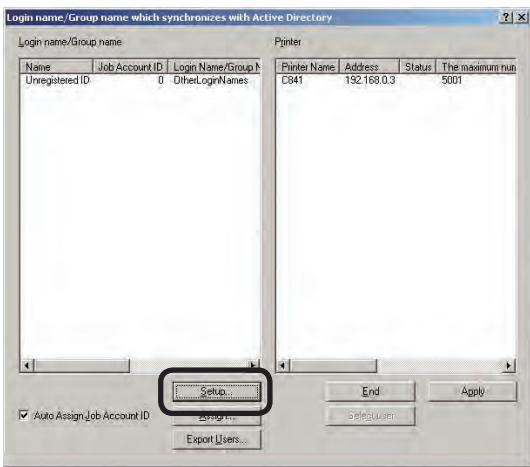 Login name/Group name which synchronizes with Active Directory
Login name/Group name
Printer
Name Job Account ID Login Name/Group N
Unregistered ID 0 OtherLoginNames
Printer Name Address Status The maximum num
C841 192.168.0.3 5001
Setup...
End
Apply
Auto Assign Job Account ID
Assign...
Select user
Export Users...